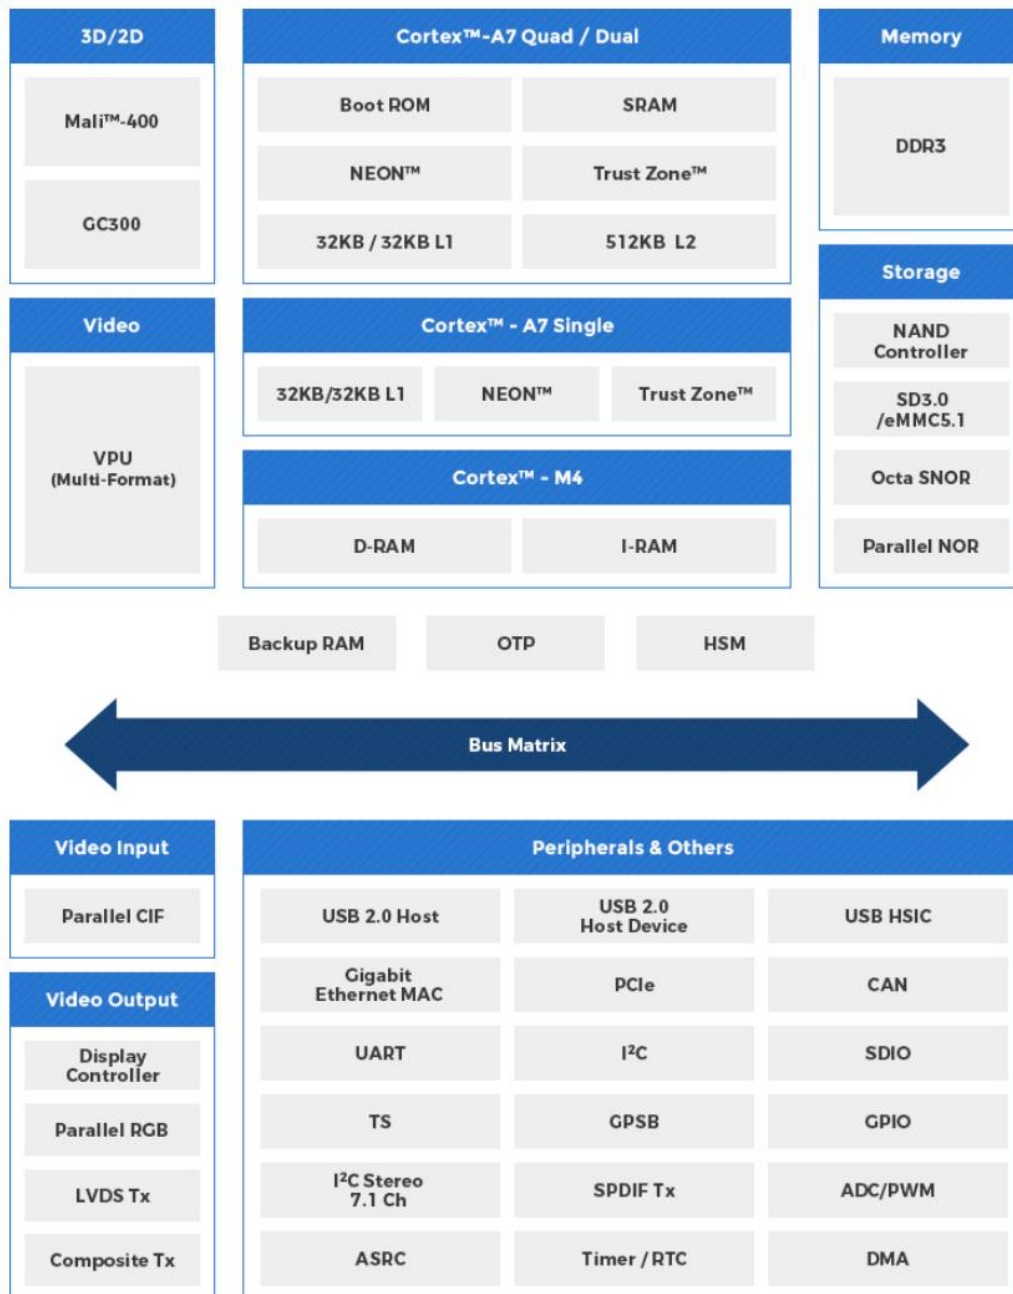 3D/2D
Mali™-400
GC300
Cortex™-A7 Quad / Dual
Boot ROM
SRAM
NEON™
Trust Zone™
32KB / 32KB L1
512KB L2
Memory
DDR3
Video
VPU
(Multi-Format)
Cortex™ - A7 Single
32KB/32KB L1
NEON™
Trust Zone™
Cortex™ - M4
D-RAM
I-RAM
Storage
NAND
Controller
SD3.0
/eMMC5.1
Octa SNOR
Parallel NOR
Backup RAM
OTP
HSM
Bus Matrix
Video Input
Parallel CIF
Video Output
Display
Controller
Parallel RGB
LVDS Tx
Composite Tx
Peripherals & Others
USB 2.0 Host
USB 2.0
Host Device
USB HSIC
Gigabit
Ethernet MAC
PCIe
CAN
UART
I²C
SDIO
TS
GPSB
GPIO
I²C Stereo
7.1 Ch
SPDIF Tx
ADC/PWM
ASRC
Timer / RTC
DMA